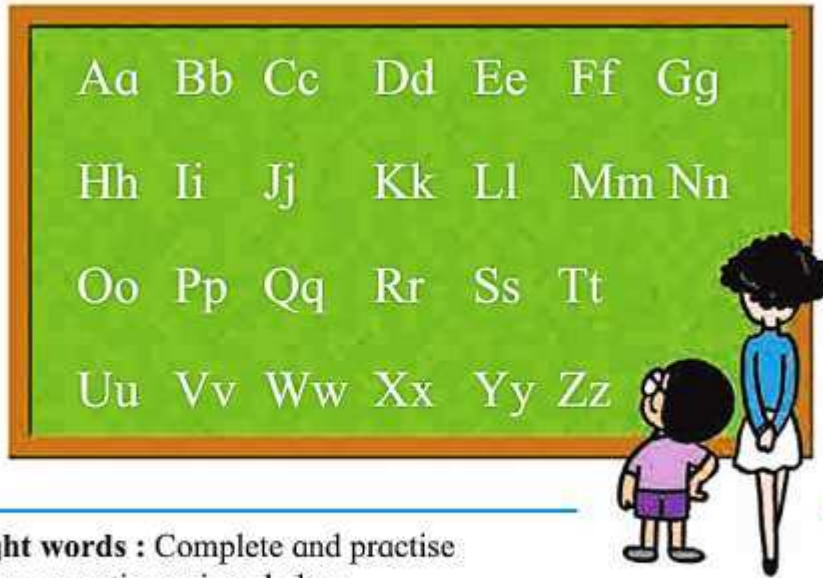 Aa Bb Cc Dd Ee Ff Gg
Hh Ii Jj Kk Ll Mm Nn
Oo Pp Qq Rr Ss Tt
Uu Vv Ww Xx Yy Zz
words : Complete and practise